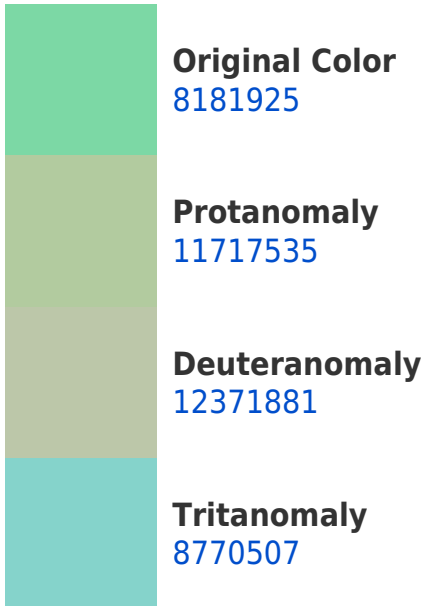 Original Color
8181925
Protanomaly
11717535
Deuteranomaly
12371881
Tritanomaly
8770507